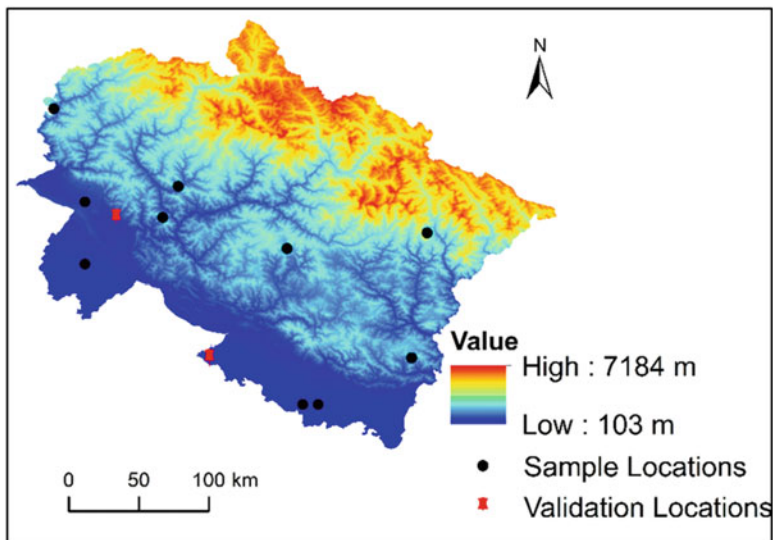 N
Value
High : 7184 m
Low : 103 m
0 50 100 km
Sample Locations
Validation Locations